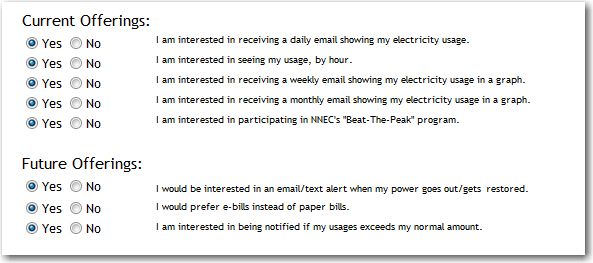 Current Offerings:
Yes No I am interested in receiving a daily email showing my electricity usage.
Yes No I am interested in seeing my usage, by hour.
Yes No I am interested in receiving a weekly email showing my electricity usage in a graph.
Yes No I am interested in receiving a monthly email showing my electricity usage in a graph.
Yes No I am interested in participating in NNEC's "Beat-The-Peak" program.
Future Offerings:
Yes No I would be interested in an email/text alert when my power goes out/gets restored.
Yes No I would prefer e-bills instead of paper bills.
Yes No I am interested in being notified if my usages exceeds my normal amount.